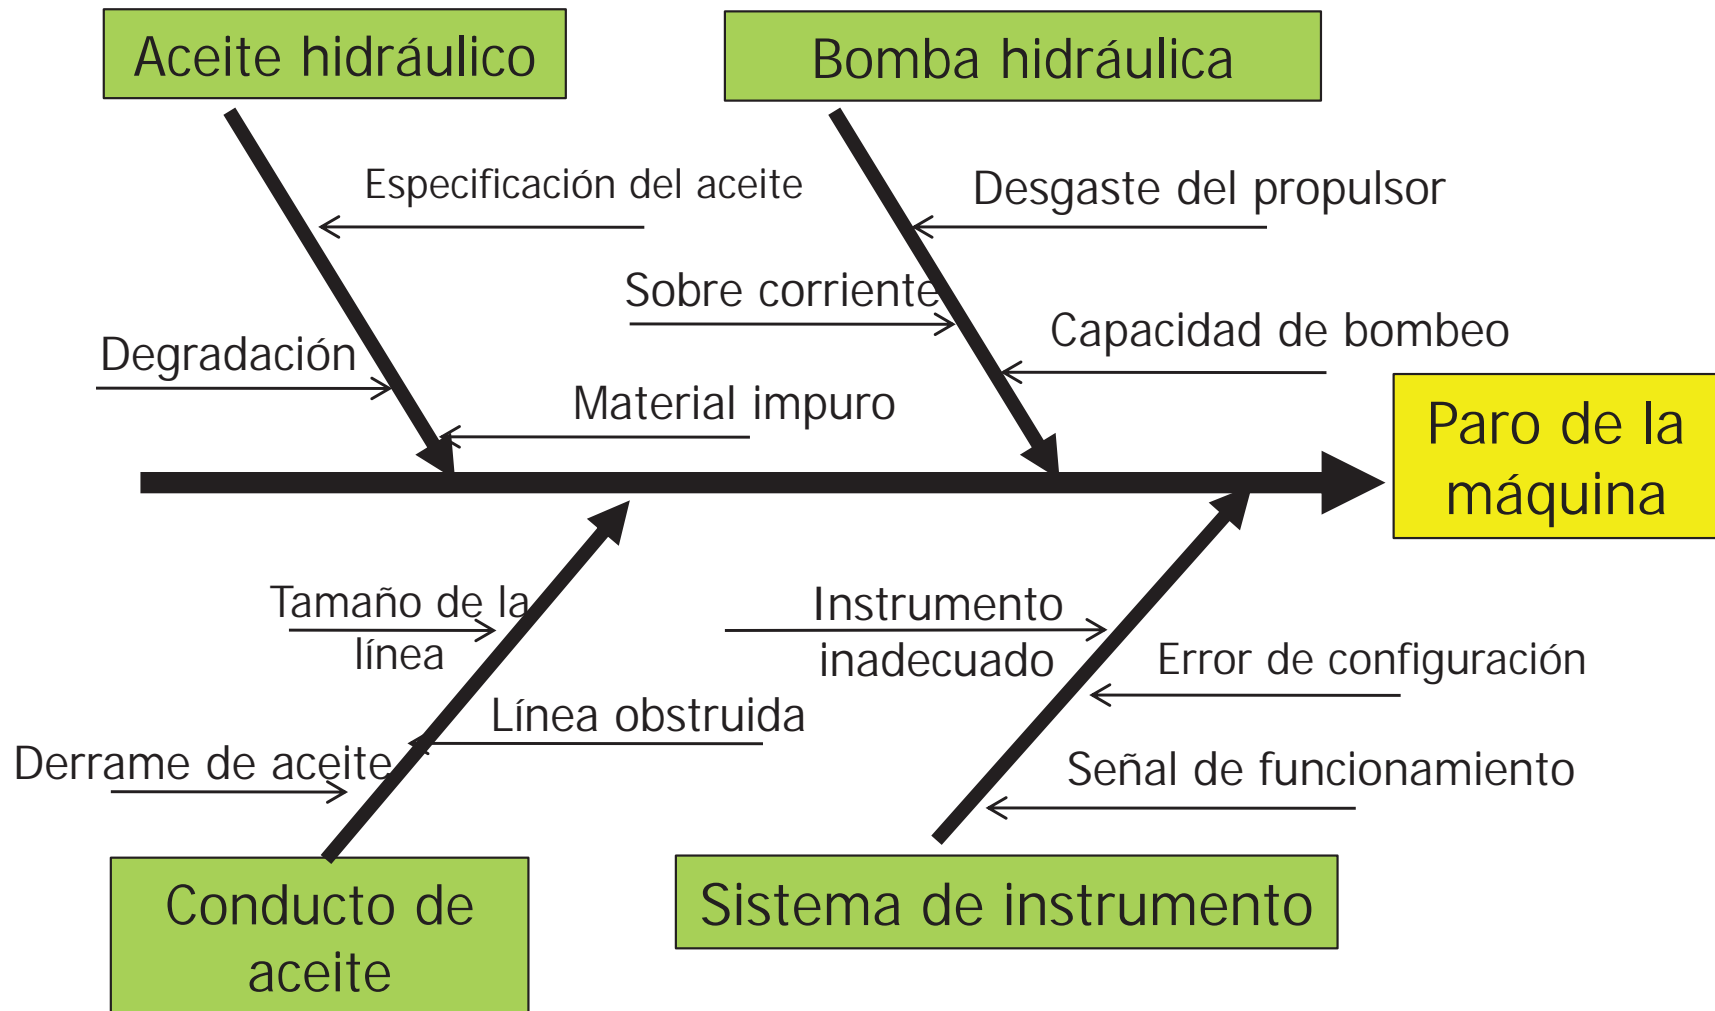 Aceite hidráulico
Bomba hidráulica
Especificación del aceite
Desgaste del propulsor
Sobre corriente
Capacidad de bombeo
Degradación
Material impuro
Paro de la
máquina
Tamaño de la
línea
Instrumento
inadecuado
Error de configuración
Línea obstruida
Derrame de aceite
Señal de funcionamiento
Conducto de
aceite
Sistema de instrumento